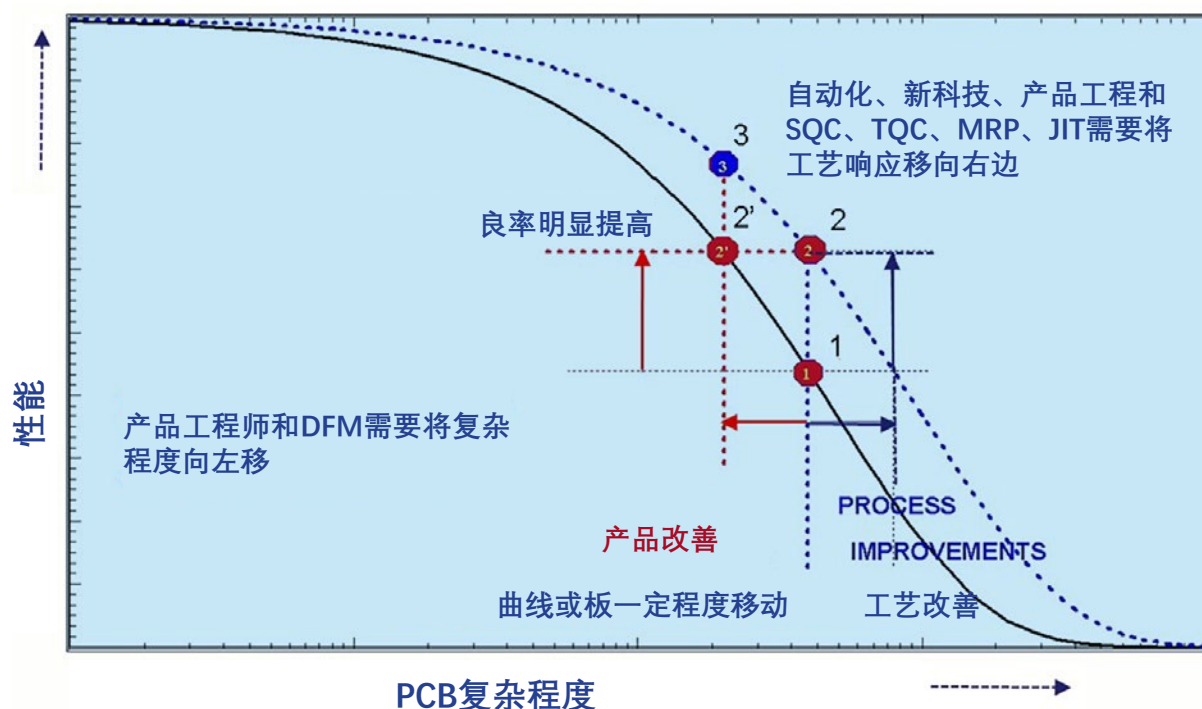 自动化、新科技、产品工程和
SQC、TQC、MRP、JIT需要将
工艺响应移向右边
3
3
良率明显提高
2'
2
2'
2
1
1
性能
产品工程师和DFM需要将复杂
程度向左移
PROCESS
IMPROVEMENTS
产品改善
曲线或板一定程度移动
工艺改善
PCB复杂程度